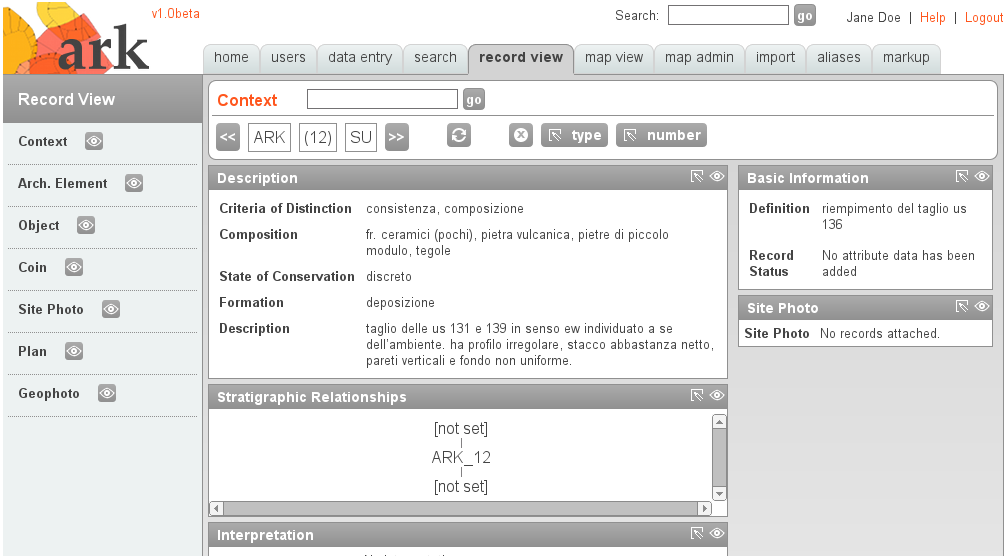 v1.0beta
ark
Search: go Jane Doe | Help | Logout
home users data entry search record view map view map admin import aliases markup
Record View
Context
Arch. Element
Object
Coin
Site Photo
Plan
Geophoto
Context go
<< ARK (12) SU >> type number
Description
Criteria of Distinction consistenza, composizione
Composition fr. ceramici (pochi), pietra vulcanica, pietre di piccolo
modulo, tegole
State of Conservation discreto
Formation deposizione
Description taglio delle us 131 e 139 in senso ew individuato a se
dell'ambiente. ha profilo irregolare, stacco abbastanza netto,
pareti verticali e fondo non uniforme.
Stratigraphic Relationships
[not set]
ARK_12
[not set]
Interpretation
Basic Information
Definition riempimento del taglio us
136
Record No attribute data has been
Status added
Site Photo
Site Photo No records attached.